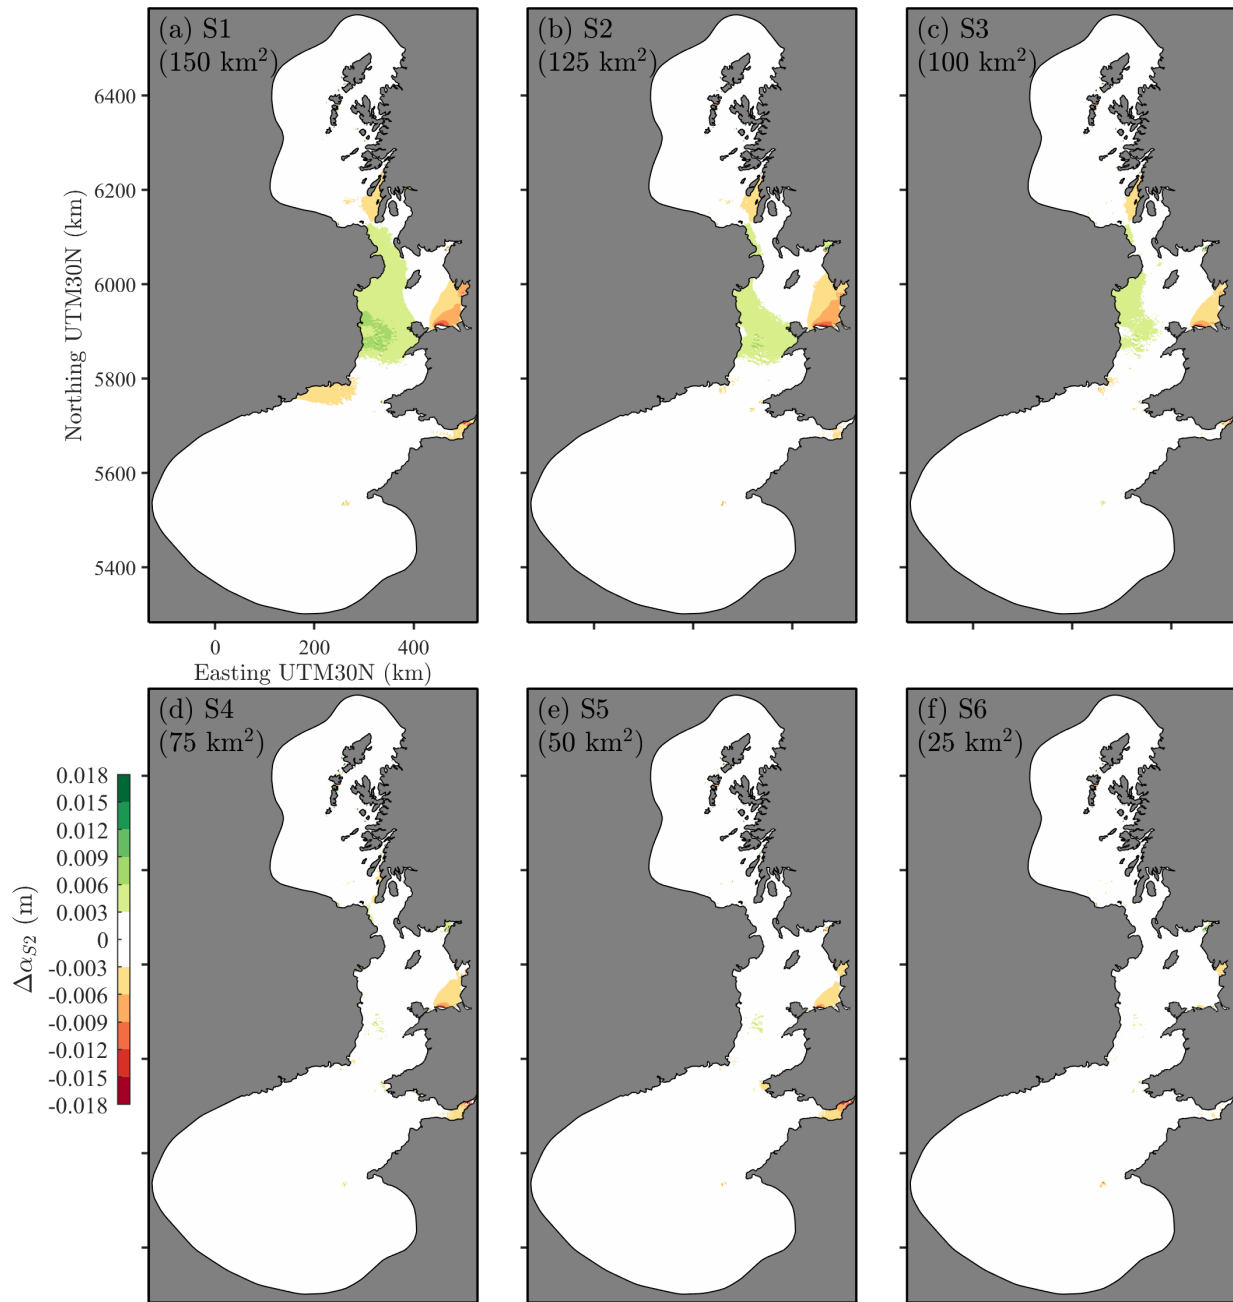 (a) S1
(150 km²)
(b) S2
(125 km²)
(c) S3
(100 km²)
6400
6200
6000
5800
5600
5400
Northing UTM30N (km)
0 200 400
Easting UTM30N (km)
(d) S4
(75 km²)
(e) S5
(50 km²)
(f) S6
(25 km²)
0.018
0.015
0.012
0.009
0.006
0.003
0
-0.003
-0.006
-0.009
-0.012
-0.015
-0.018
Δα_{S2} (m)